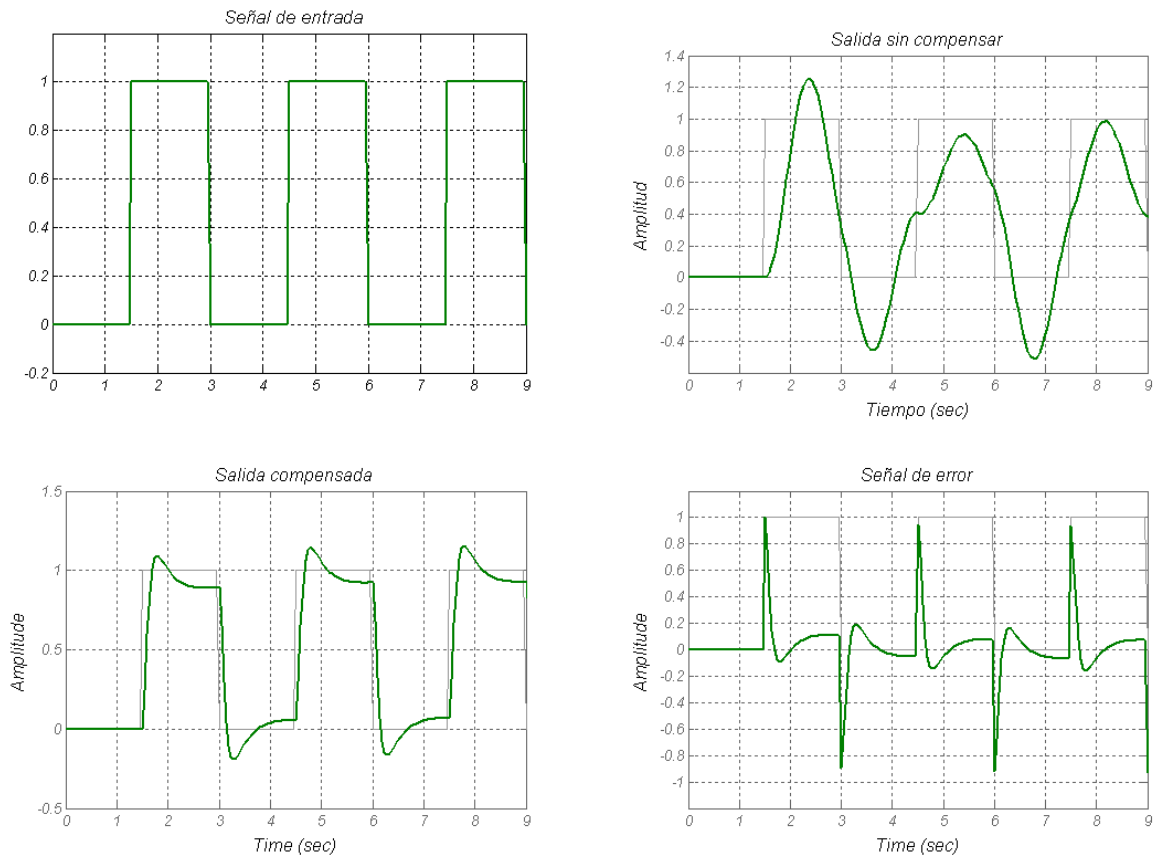 Señal de entrada
1
0.8
0.6
0.4
0.2
0
-0.2
0 1 2 3 4 5 6 7 8 9
Salida sin compensar
1.4
1.2
1
0.8
0.6
0.4
0.2
0
-0.2
-0.4
Amplitud
0 1 2 3 4 5 6 7 8 9
Tiempo (sec)
Salida compensada
1.5
1
0.5
0
-0.5
Amplitude
0 1 2 3 4 5 6 7 8 9
Time (sec)
Señal de error
1
0.8
0.6
0.4
0.2
0
-0.2
-0.4
-0.6
-0.8
-1
Amplitude
0 1 2 3 4 5 6 7 8 9
Time (sec)